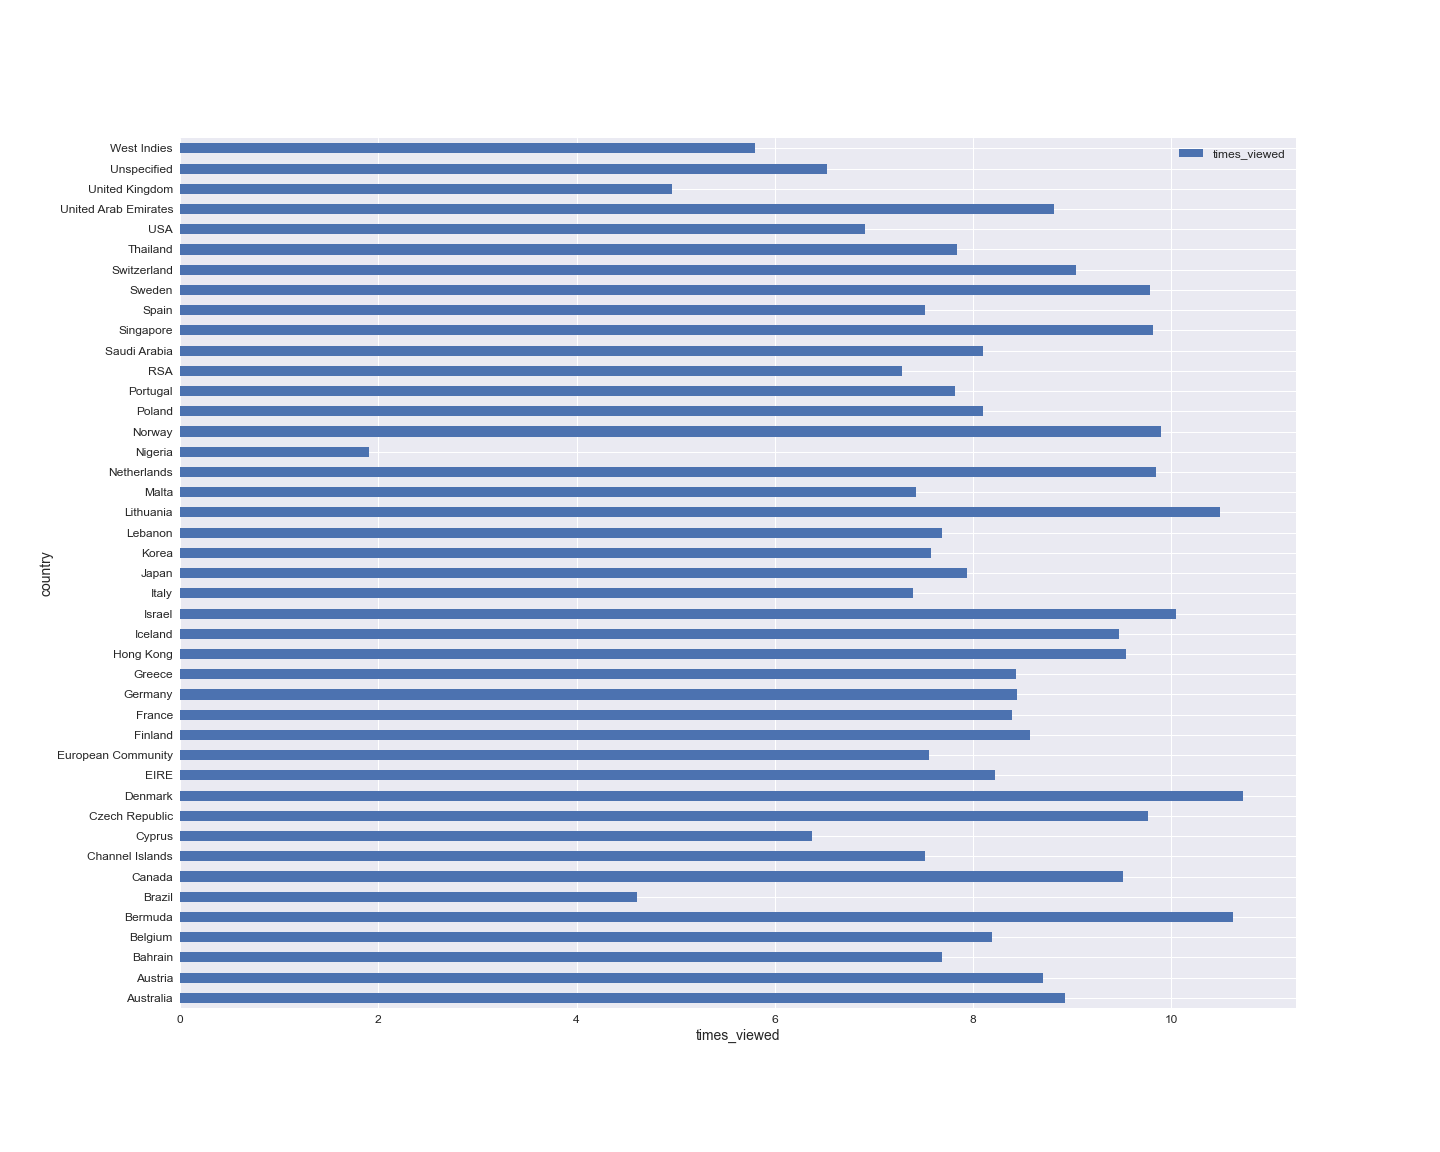 West Indies
times_viewed
Unspecified
United Kingdom
United Arab Emirates
USA
Thailand
Switzerland
Sweden
Spain
Singapore
Saudi Arabia
RSA
Portugal
Poland
Norway
Nigeria
Netherlands
Malta
Lithuania
Lebanon
Korea
Japan
Italy
Israel
Iceland
Hong Kong
Greece
Germany
France
Finland
European Community
EIRE
Denmark
Czech Republic
Cyprus
Channel Islands
Canada
Brazil
Bermuda
Belgium
Bahrain
Austria
Australia
country
0 2 4 6 8 10
times_viewed